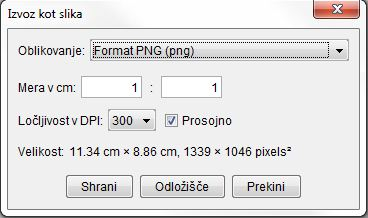 Izvoz kot slika
Oblikovanje: Format PNG (png)
Mera v cm: 1 : 1
Ločljivost v DPI: 300 Prosojno
Velikost: 11.34 cm × 8.86 cm, 1339 × 1046 pixels²
Shrani Odložišče Prekini